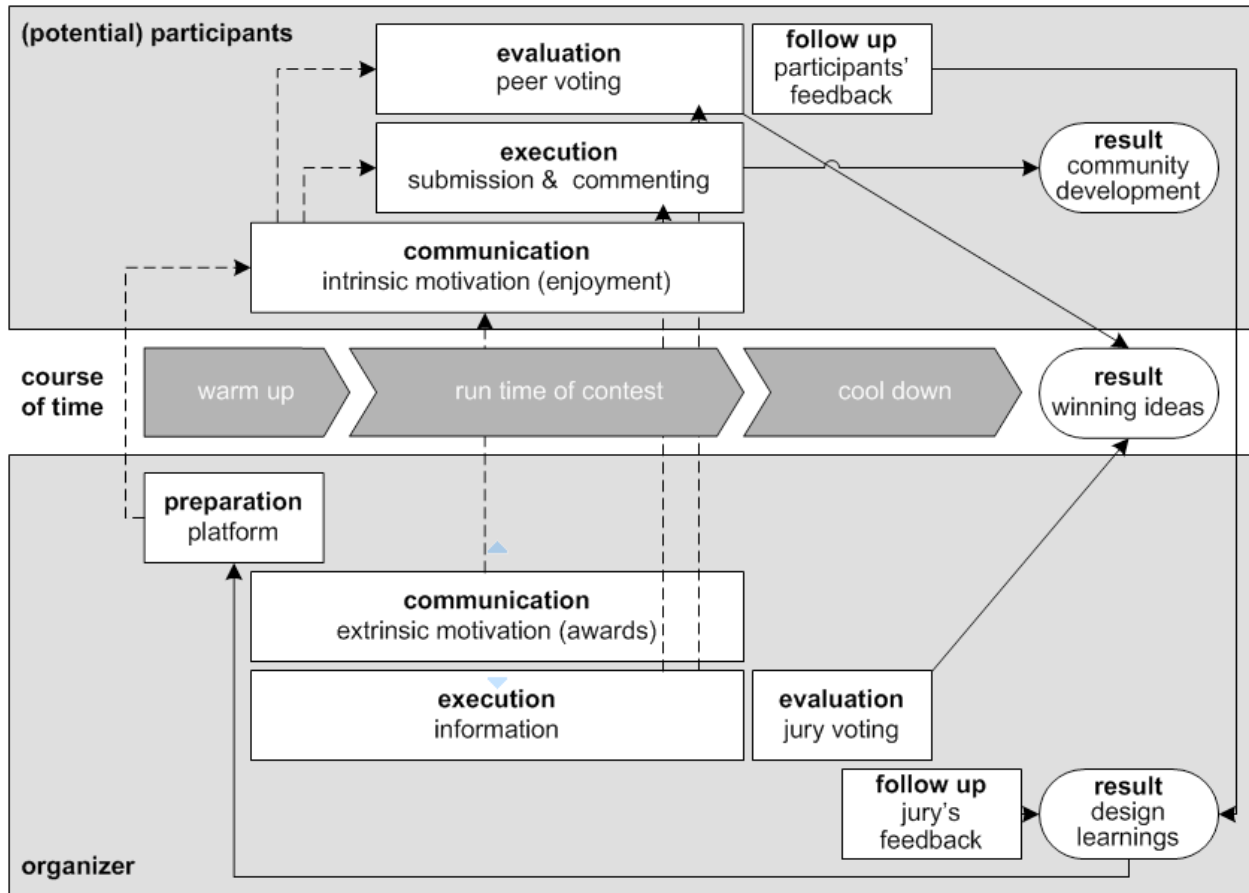 (potential) participants
evaluation
peer voting
follow up
participants'
feedback
execution
submission & commenting
result
community
development
communication
intrinsic motivation (enjoyment)
course
of time
warm up
run time of contest
cool down
result
winning ideas
preparation
platform
communication
extrinsic motivation (awards)
execution
information
evaluation
jury voting
follow up
jury's
feedback
result
design
learnings
organizer